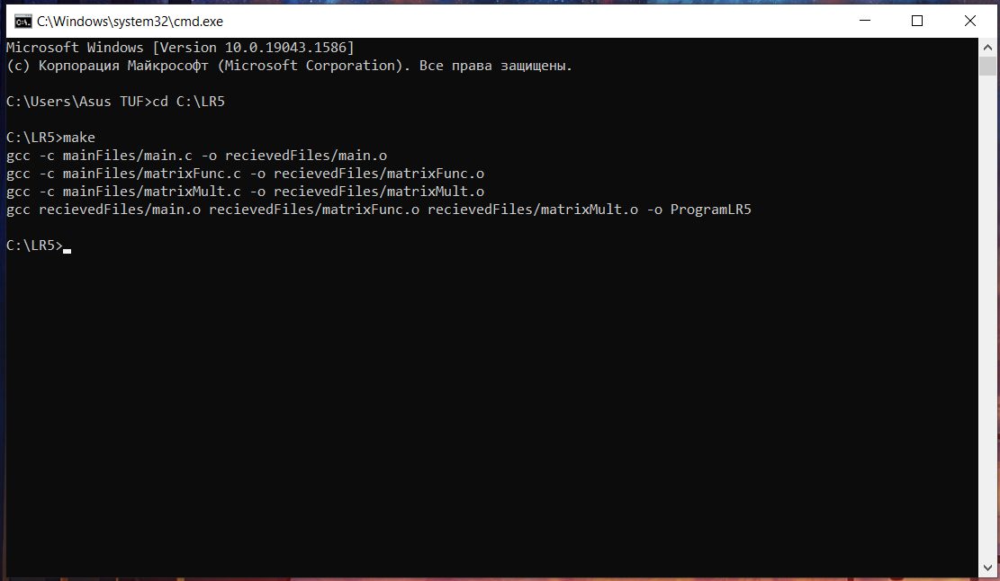 C:\Windows\system32\cmd.exe
Microsoft Windows [Version 10.0.19043.1586]
(c) Корпорация Майкрософт (Microsoft Corporation). Все права защищены.
C:\Users\Asus TUF>cd C:\LR5
C:\LR5>make
gcc -c mainFiles/main.c -o recievedFiles/main.o
gcc -c mainFiles/matrixFunc.c -o recievedFiles/matrixFunc.o
gcc -c mainFiles/matrixMult.c -o recievedFiles/matrixMult.o
gcc recievedFiles/main.o recievedFiles/matrixFunc.o recievedFiles/matrixMult.o -o ProgramLR5
C:\LR5>